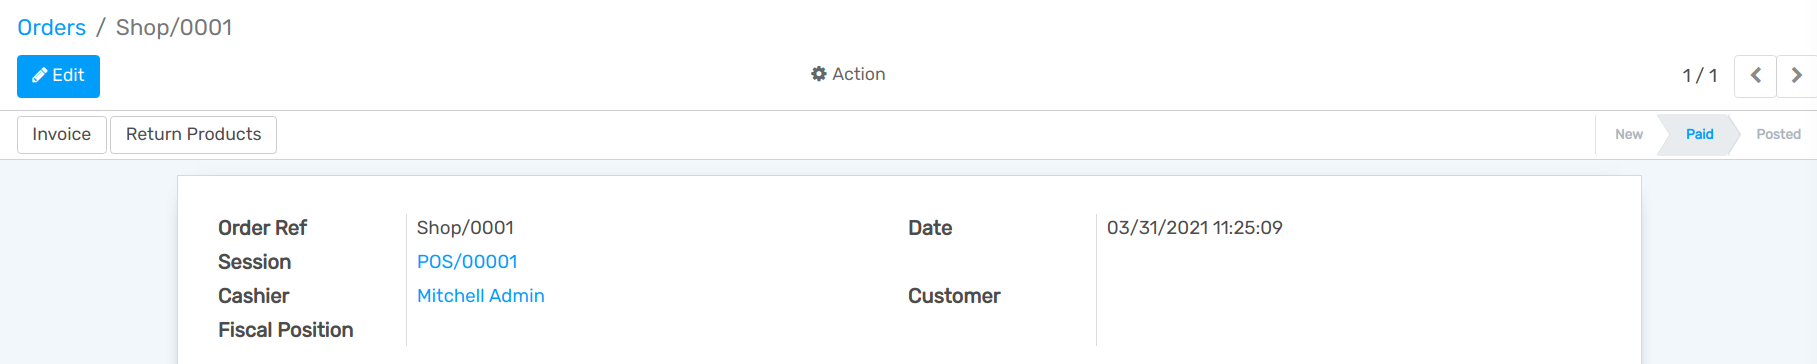 Orders / Shop/0001
Edit
Action
1 / 1
Invoice
Return Products
New
Paid
Posted
Order Ref
Shop/0001
Date
03/31/2021 11:25:09
Session
POS/00001
Cashier
Mitchell Admin
Customer
Fiscal Position